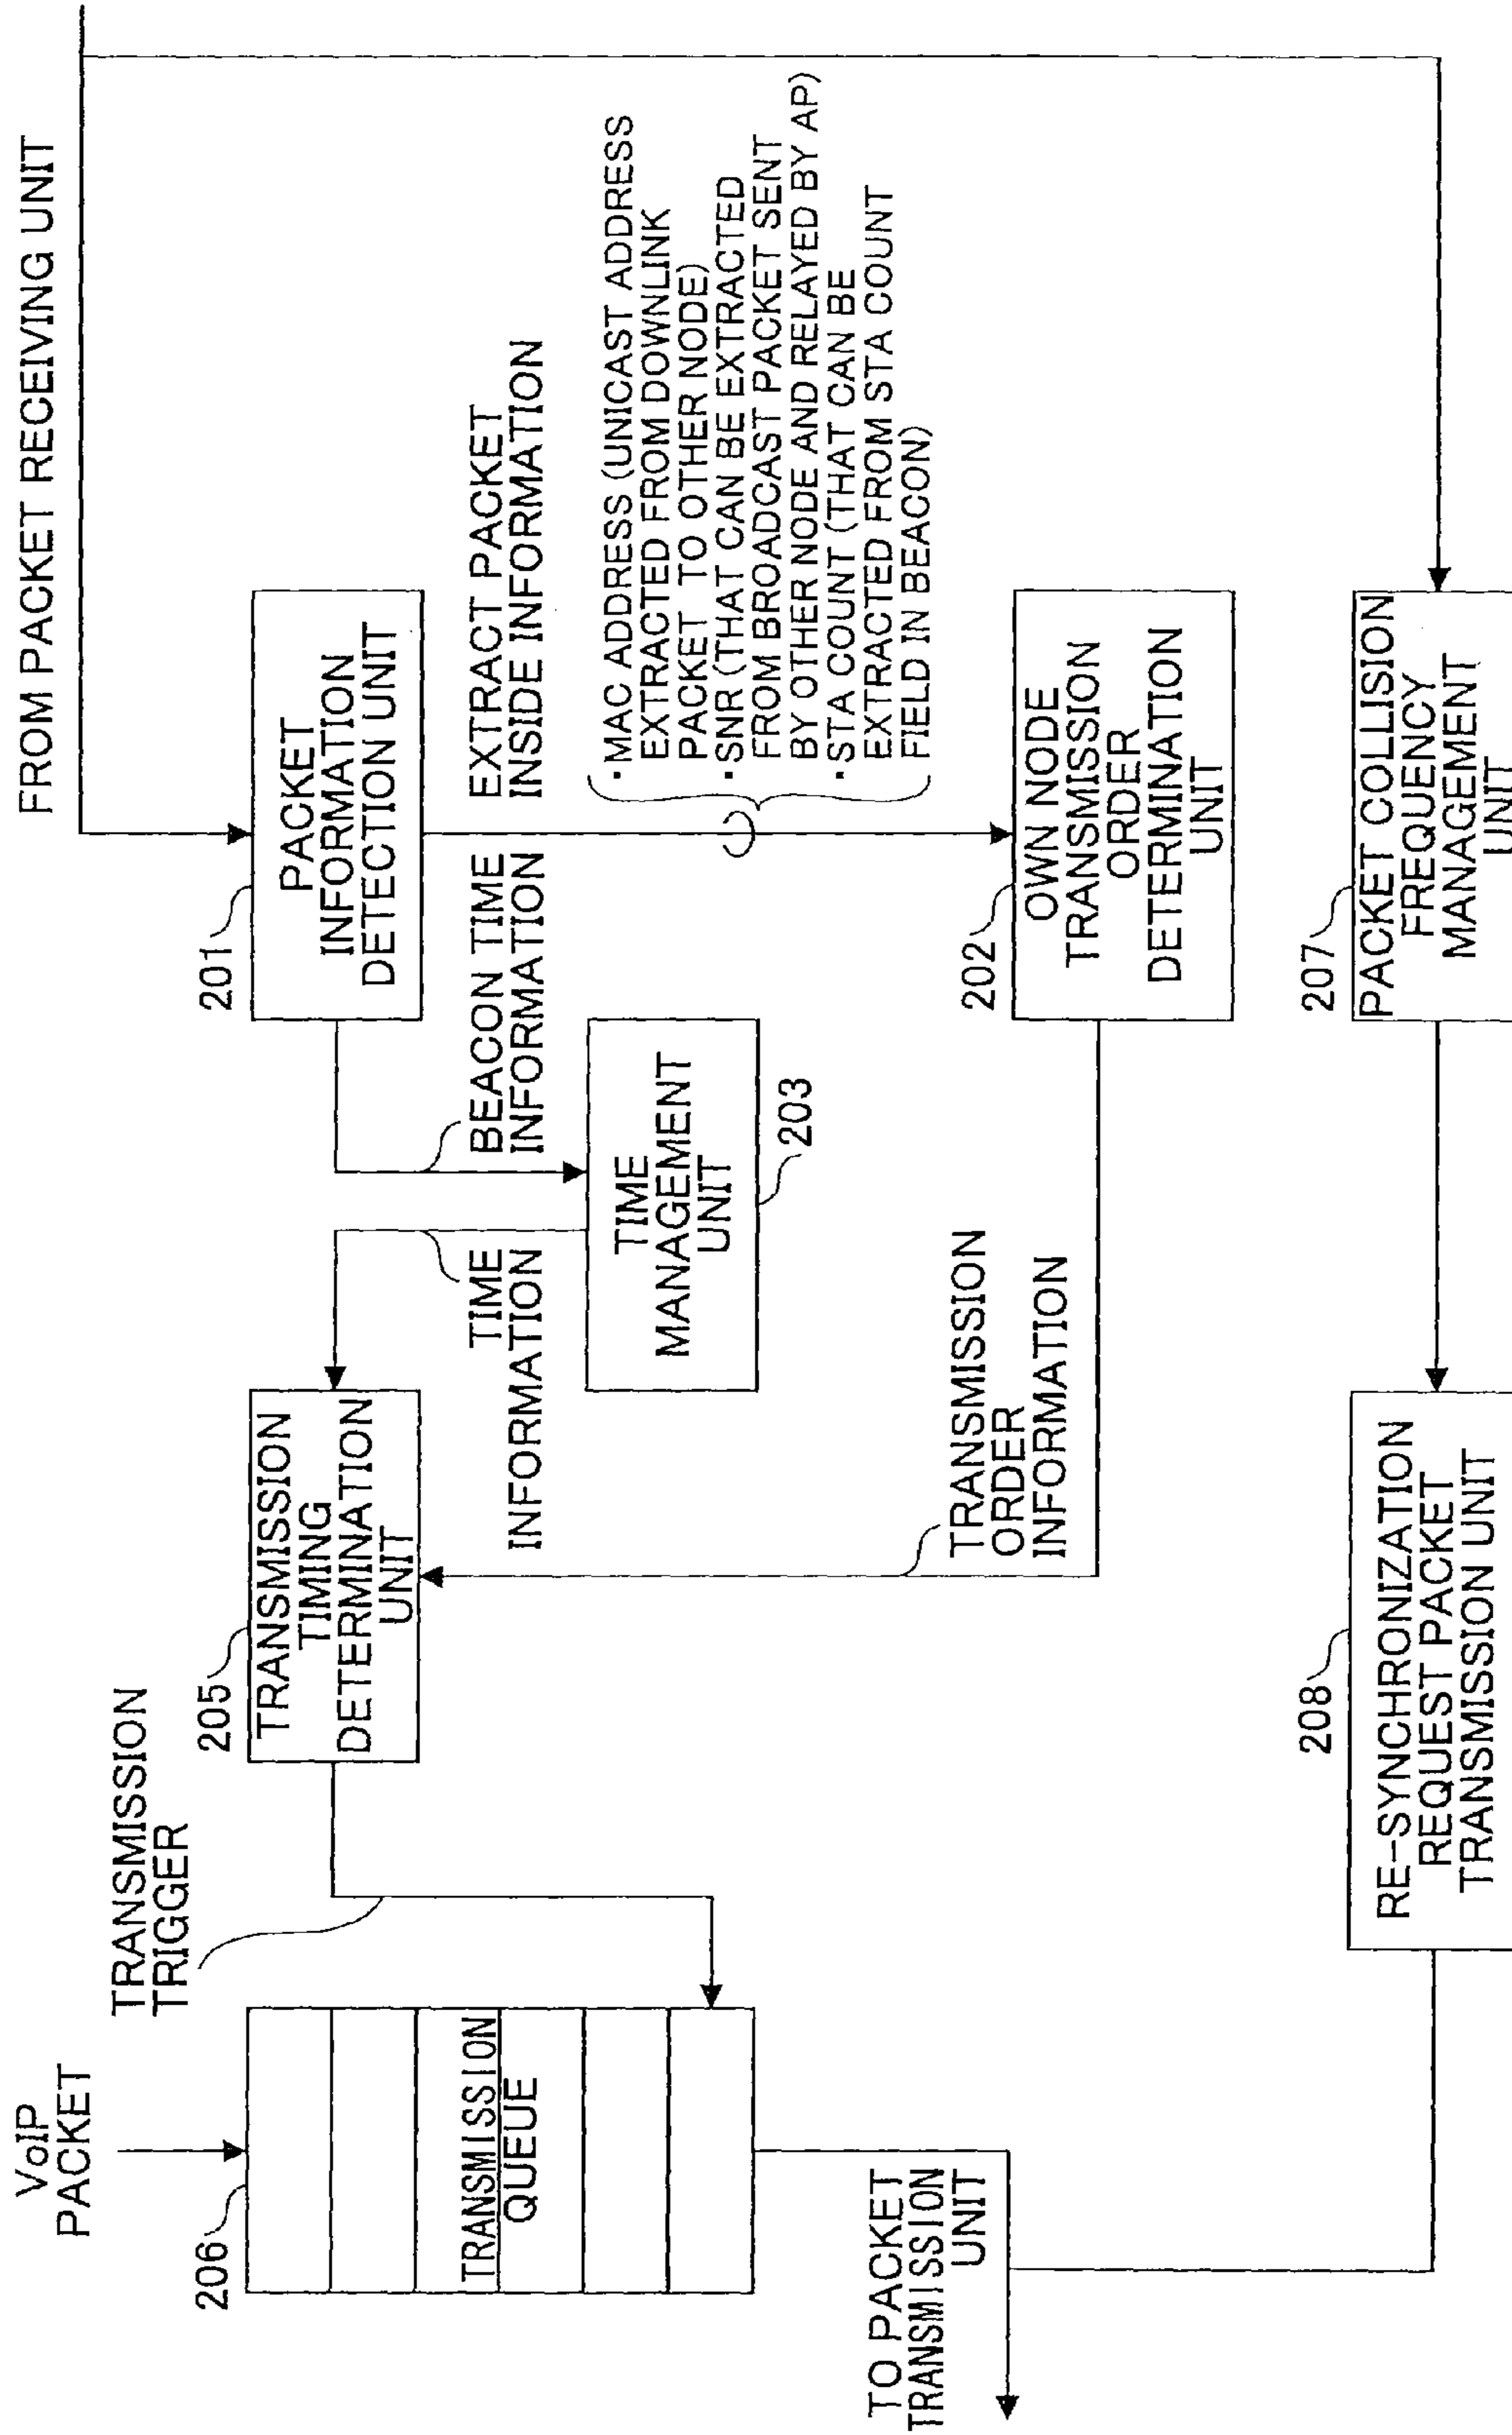 FROM PACKET RECEIVING UNIT
VoIP
PACKET
206
TRANSMISSION
QUEUE
TRANSMISSION
TRIGGER
205
TRANSMISSION
TIMING
DETERMINATION
UNIT
TIME
INFORMATION
BEACON TIME
INFORMATION
201
PACKET
INFORMATION
DETECTION UNIT
EXTRACT PACKET
INSIDE INFORMATION
· MAC ADDRESS (UNICAST ADDRESS
EXTRACTED FROM DOWNLINK
PACKET TO OTHER NODE)
· SNR (THAT CAN BE EXTRACTED
FROM BROADCAST PACKET SENT
BY OTHER NODE AND RELAYED BY AP)
· STA COUNT (THAT CAN BE
EXTRACTED FROM STA COUNT
FIELD IN BEACON)
TIME
MANAGEMENT
UNIT
203
TRANSMISSION
ORDER
INFORMATION
202
OWN NODE
TRANSMISSION
ORDER
DETERMINATION
UNIT
TO PACKET
TRANSMISSION
UNIT
208
RE-SYNCHRONIZATION
REQUEST PACKET
TRANSMISSION UNIT
207
PACKET COLLISION
FREQUENCY
MANAGEMENT
UNIT